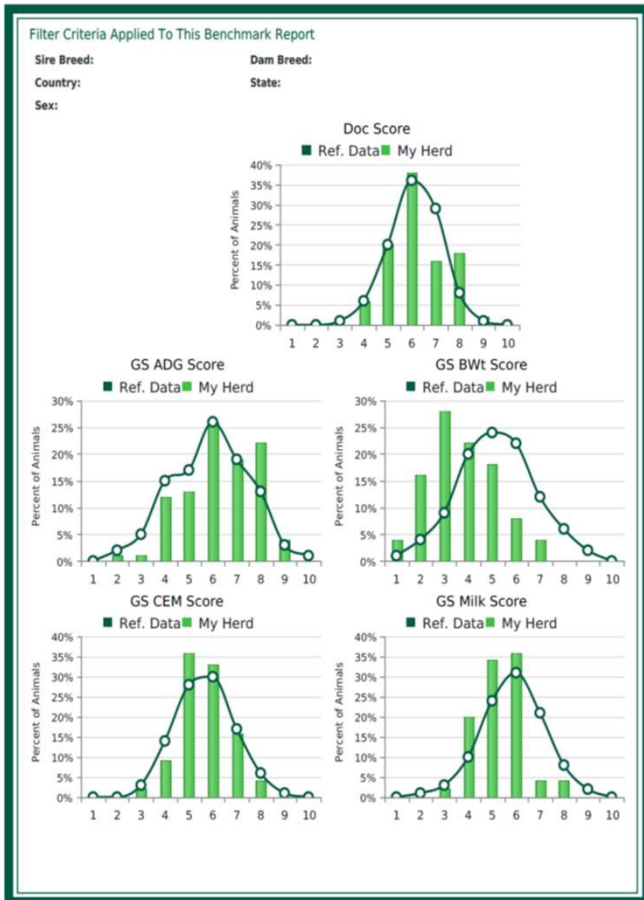 Filter Criteria Applied To This Benchmark Report
Sire Breed: Dam Breed:
Country: State:
Sex:
Doc Score
Ref. Data My Herd
40%
35%
30%
25%
20%
15%
10%
5%
0%
Percent of Animals
1 2 3 4 5 6 7 8 9 10
GS ADG Score
Ref. Data My Herd
30%
25%
20%
15%
10%
5%
0%
Percent of Animals
1 2 3 4 5 6 7 8 9 10
GS BWt Score
Ref. Data My Herd
30%
25%
20%
15%
10%
5%
0%
Percent of Animals
1 2 3 4 5 6 7 8 9 10
GS CEM Score
Ref. Data My Herd
40%
35%
30%
25%
20%
15%
10%
5%
0%
Percent of Animals
1 2 3 4 5 6 7 8 9 10
GS Milk Score
Ref. Data My Herd
40%
35%
30%
25%
20%
15%
10%
5%
0%
Percent of Animals
1 2 3 4 5 6 7 8 9 10